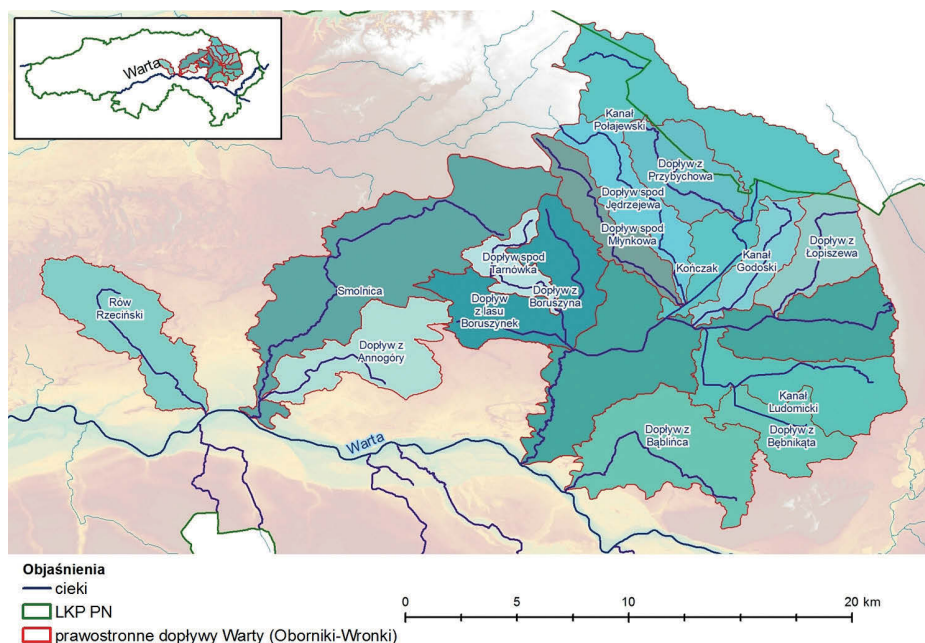 Warta
Kanał
Połajewski
Dopływ z
Przybychowa
Dopływ spod
Jędrzejewa
Dopływ spod
Młynkowa
Dopływ z
Łopiszewa
Kanał
Godoski
Kończak
Dopływ spod
Tarnówka
Dopływ z
Boruszyna
Dopływ
z lasu
Boruszynek
Smolnica
Rów
Rzeciński
Dopływ z
Annogóry
Kanał
Ludomicki
Dopływ z
Bębnikąta
Dopływ z
Bąblińca
Warta
Objaśnienia
cieki
LKP PN
prawostronne dopływy Warty (Oborniki-Wronki)
0 5 10 20 km